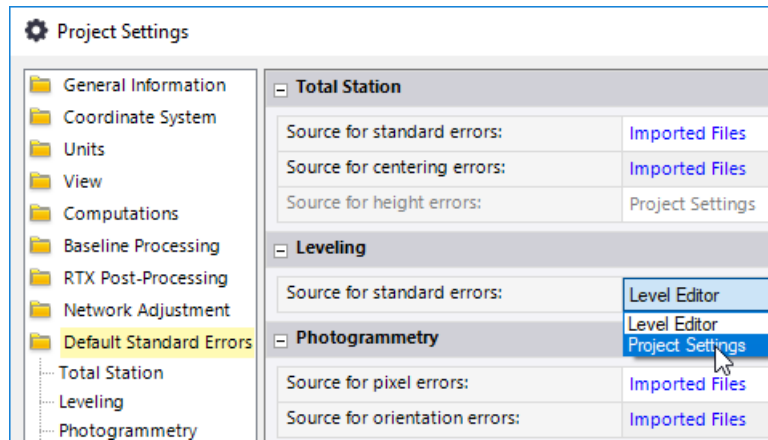 Project Settings
General Information
Coordinate System
Units
View
Computations
Baseline Processing
RTX Post-Processing
Network Adjustment
Default Standard Errors
Total Station
Leveling
Photogrammetry
Total Station
Source for standard errors: Imported Files
Source for centering errors: Imported Files
Source for height errors: Project Settings
Leveling
Source for standard errors: Level Editor
Level Editor
Project Settings
Photogrammetry
Source for pixel errors: Imported Files
Source for orientation errors: Imported Files